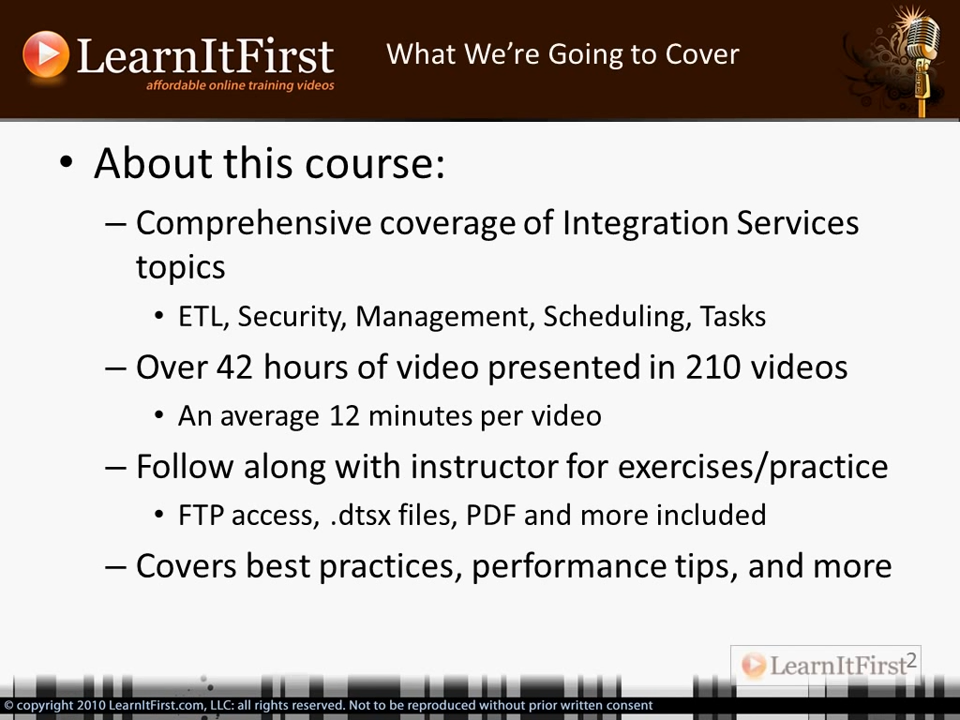 LearnItFirst
affordable online training videos
What We’re Going to Cover
• About this course:
– Comprehensive coverage of Integration Services
topics
• ETL, Security, Management, Scheduling, Tasks
– Over 42 hours of video presented in 210 videos
• An average 12 minutes per video
– Follow along with instructor for exercises/practice
• FTP access, .dtsx files, PDF and more included
– Covers best practices, performance tips, and more
LearnItFirst
2
© copyright 2010 LearnItFirst.com, LLC: all rights reserved. Not to be reproduced without prior written consent